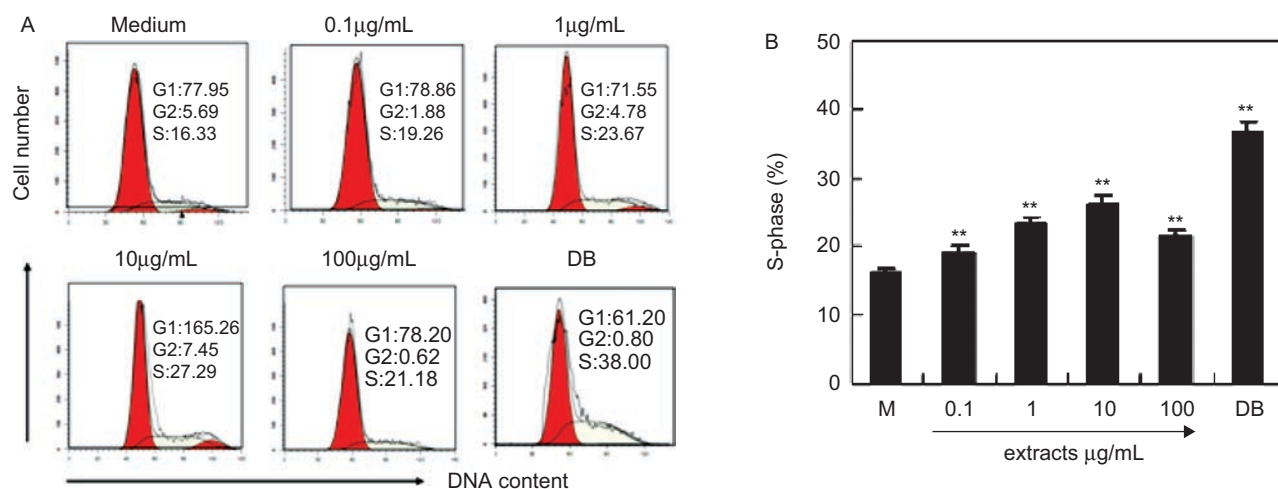 A
Medium
0.1µg/mL
1µg/mL
Cell number
G1:77.95
G2:5.69
S:16.33
G1:78.86
G2:1.88
S:19.26
G1:71.55
G2:4.78
S:23.67
10µg/mL
100µg/mL
DB
G1:165.26
G2:7.45
S:27.29
G1:78.20
G2:0.62
S:21.18
G1:61.20
G2:0.80
S:38.00
DNA content
B
50
40
30
20
10
0
S-phase (%)
**
**
**
**
**
M 0.1 1 10 100 DB
extracts µg/mL